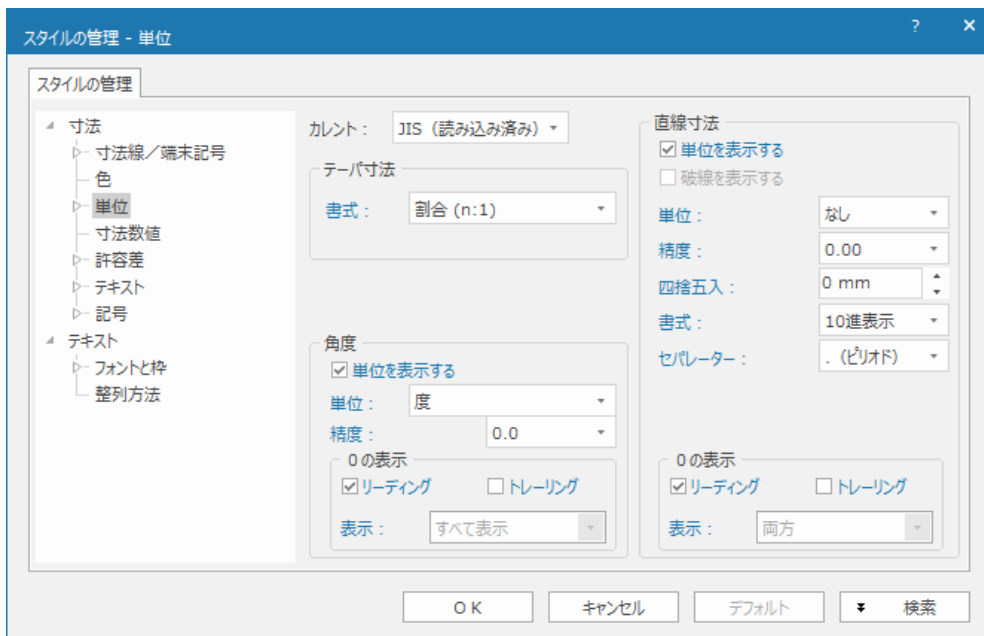 スタイルの管理 - 単位
? ×
スタイルの管理
寸法
寸法線／端末記号
色
単位
寸法数値
許容差
テキスト
記号
テキスト
フォントと枠
整列方法
カレント： JIS（読み込み済み）
テーパ寸法
書式： 割合 (n:1)
角度
単位を表示する
単位： 度
精度： 0.0
0 の表示
リーディング トレーリング
表示： すべて表示
直線寸法
単位を表示する
破線を表示する
単位： なし
精度： 0.00
四捨五入： 0 mm
書式： 10進表示
セパレーター： .（ピリオド）
0 の表示
リーディング トレーリング
表示： 両方
ＯＫ キャンセル デフォルト 検索